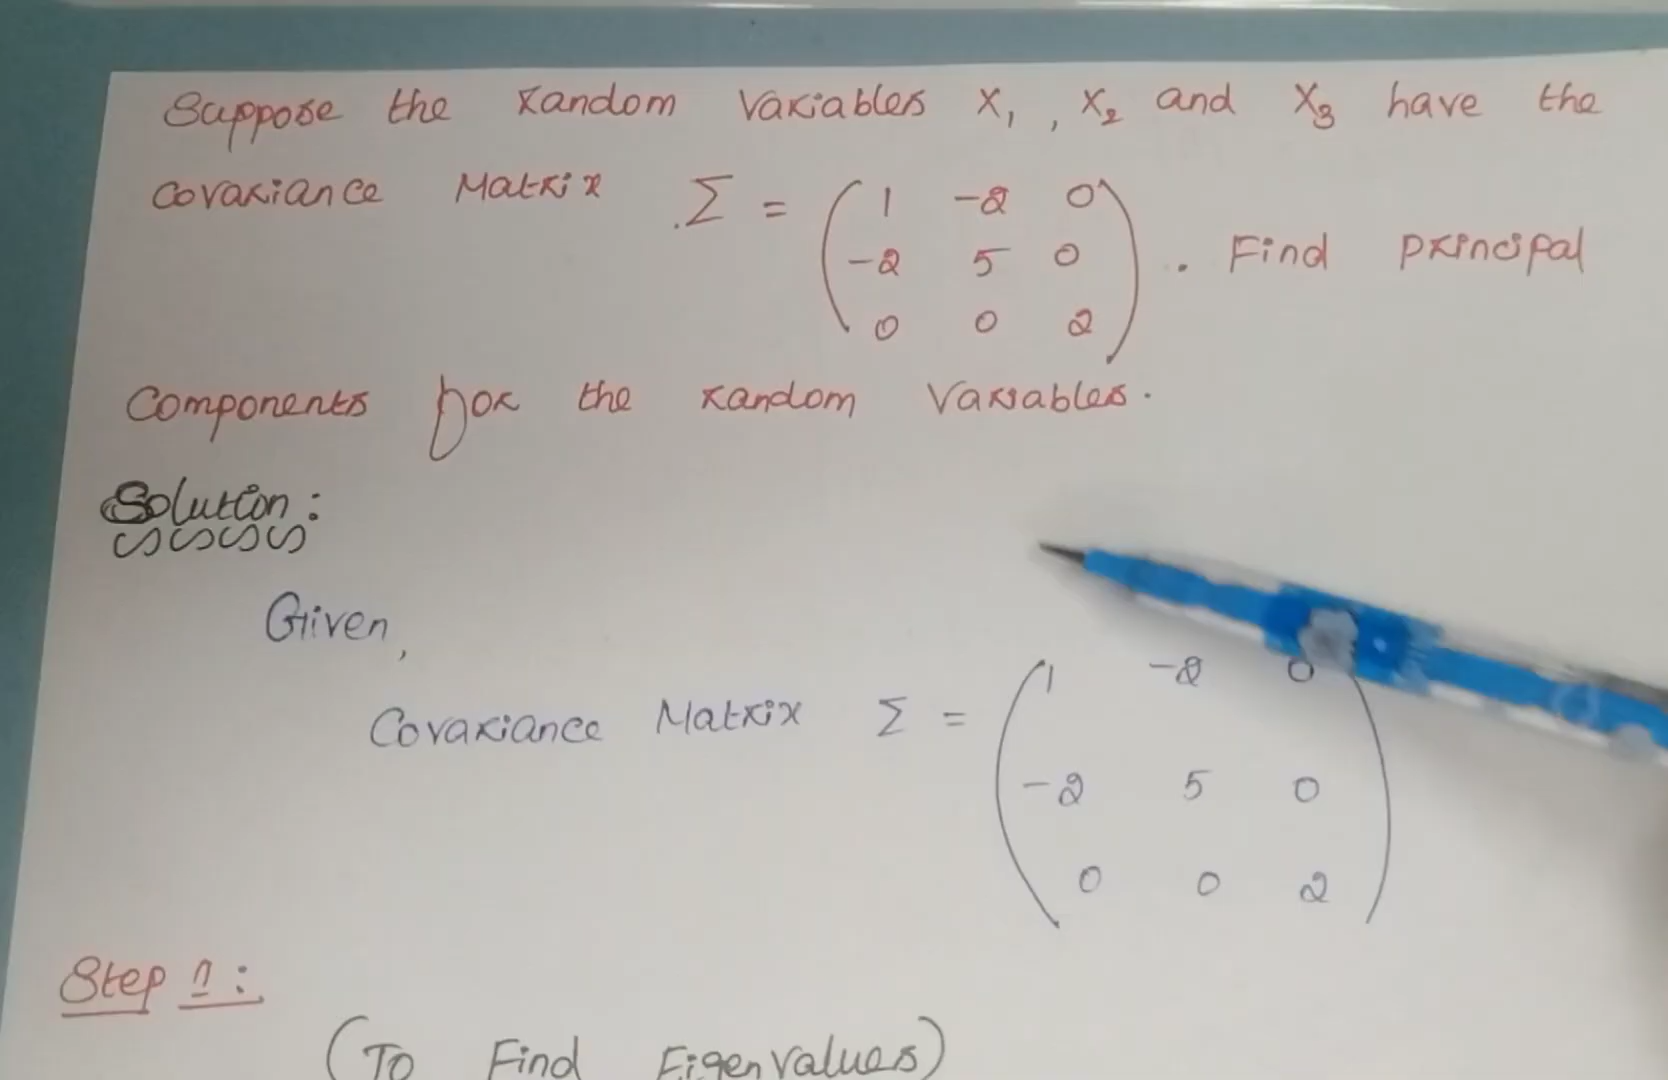 Suppose the random variables X₁, X₂ and X₃ have the
covariance Matrix Σ = ( 1 -2 0
-2 5 0 . Find principal
0 0 2 )
Components for the random variables.
Solution:
Given,
Covariance Matrix Σ = ( 1 -2 0
-2 5 0
0 0 2 )
Step 1:
(To Find Eigenvalues)